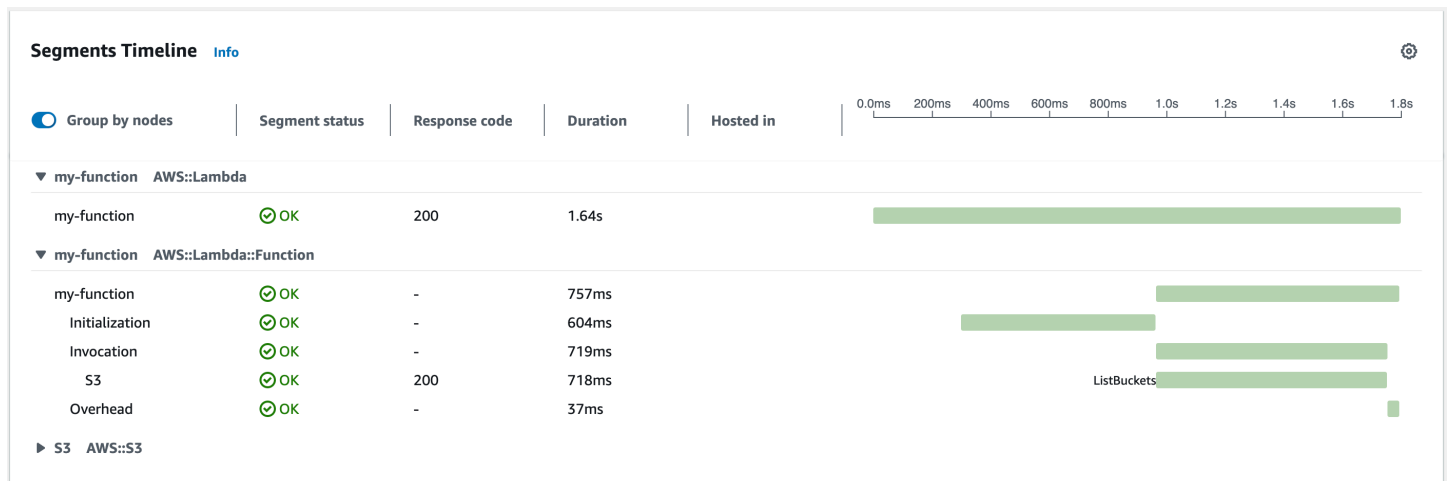 Segments Timeline Info
0.0ms 200ms 400ms 600ms 800ms 1.0s 1.2s 1.4s 1.6s 1.8s
Group by nodes Segment status Response code Duration Hosted in
my-function AWS::Lambda
my-function OK 200 1.64s
my-function AWS::Lambda::Function
my-function OK - 757ms
Initialization OK - 604ms
Invocation OK - 719ms
S3 OK 200 718ms ListBuckets
Overhead OK - 37ms
S3 AWS::S3